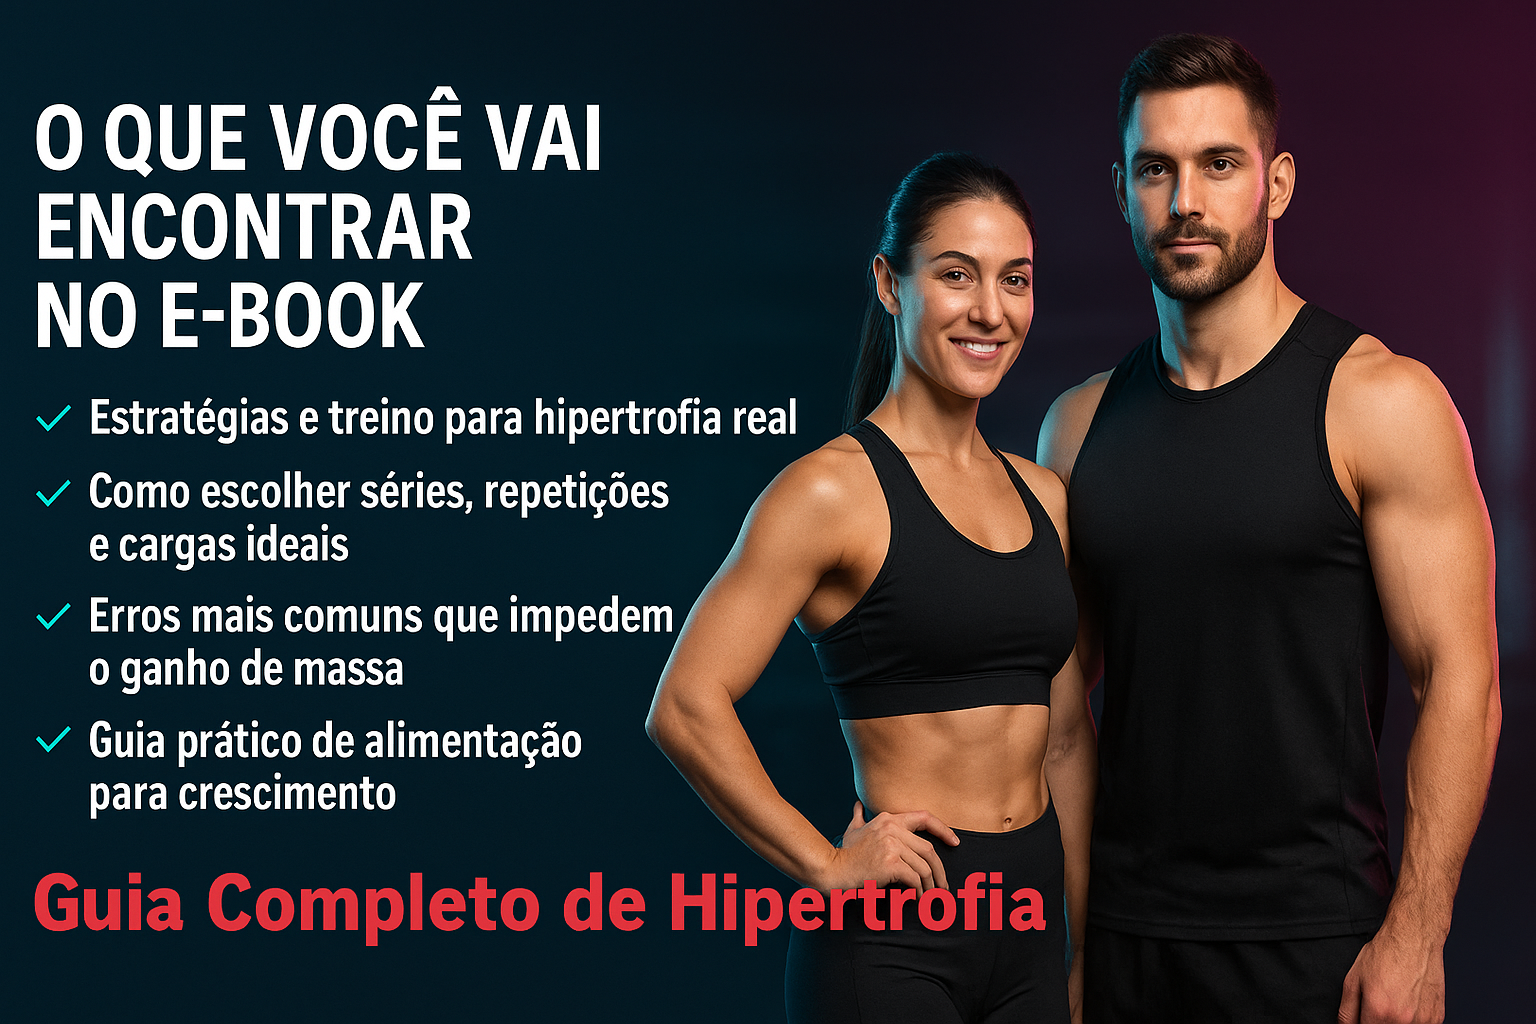 O QUE VOCÊ VAI
ENCONTRAR
NO E-BOOK
Estratégias e treino para hipertrofia real
Como escolher séries, repetições
e cargas ideais
Erros mais comuns que impedem
o ganho de massa
Guia prático de alimentação
para crescimento
Guia Completo de Hipertrofia